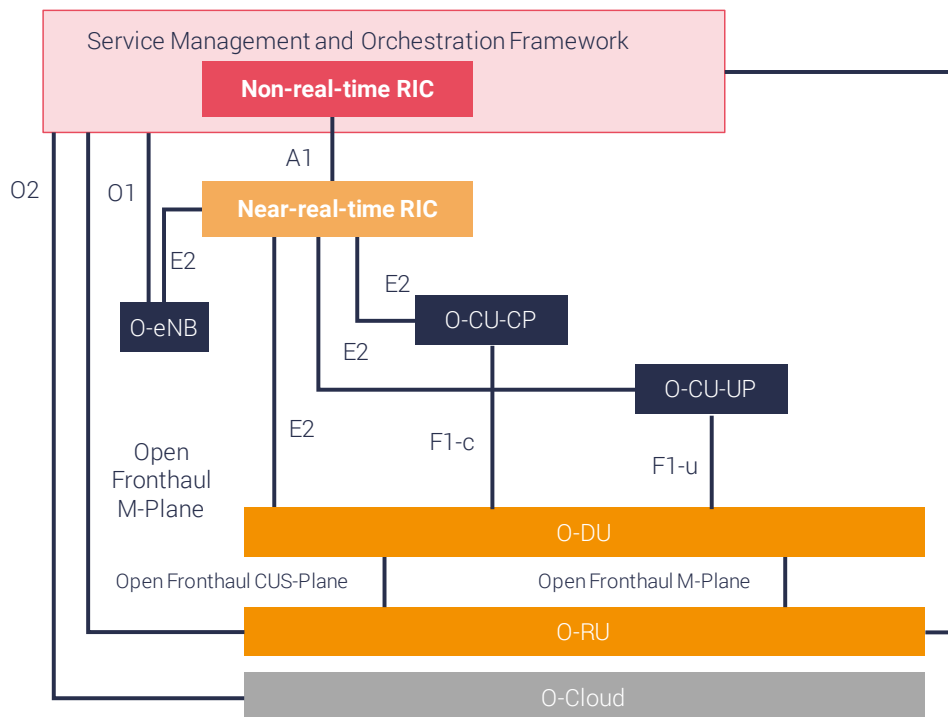 Service Management and Orchestration Framework
Non-real-time RIC
A1
O2
O1
Near-real-time RIC
E2
E2
O-eNB
O-CU-CP
E2
O-CU-UP
E2
F1-c
Open
Fronthaul
M-Plane
F1-u
O-DU
Open Fronthaul CUS-Plane
Open Fronthaul M-Plane
O-RU
O-Cloud